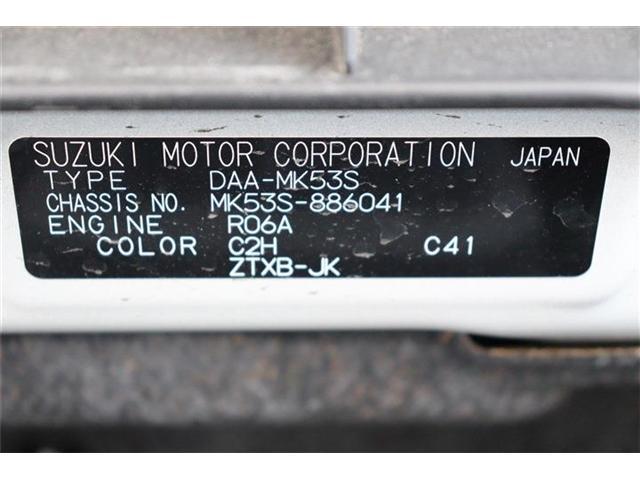 SUZUKI MOTOR CORPORATION JAPAN
TYPE DAA-MK53S
CHASSIS NO. MK53S-886041
ENGINE R06A
COLOR C2H C41
ZTXB-JK